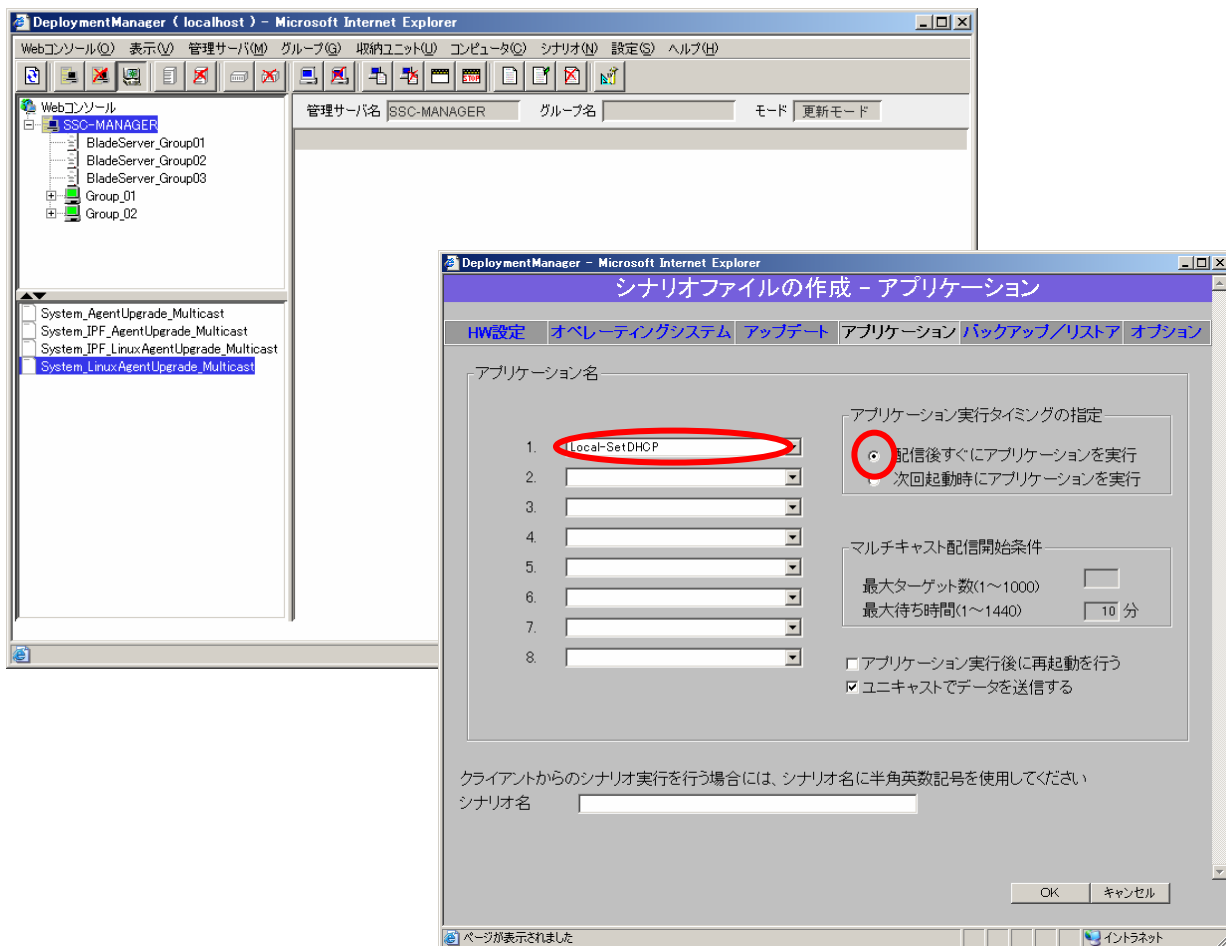 DeploymentManager ( localhost ) - Microsoft Internet Explorer
Webコンソール(O) 表示(V) 管理サーバ(M) グループ(G) 収納ユニット(U) コンピュータ(C) シナリオ(N) 設定(S) ヘルプ(H)
STOP
Webコンソール
SSC-MANAGER
BladeServer_Group01
BladeServer_Group02
BladeServer_Group03
Group_01
Group_02
管理サーバ名 SSC-MANAGER グループ名 モード 更新モード
System_AgentUpgrade_Multicast
System_IPF_AgentUpgrade_Multicast
System_IPF_LinuxAgentUpgrade_Multicast
System_LinuxAgentUpgrade_Multicast
DeploymentManager - Microsoft Internet Explorer
シナリオファイルの作成 - アプリケーション
HW設定 オペレーティングシステム アップデート アプリケーション バックアップ/リストア オプション
アプリケーション名
1. Local-SetDHCP
2.
3.
4.
5.
6.
7.
8.
アプリケーション実行タイミングの指定
配信後すぐにアプリケーションを実行
次回起動時にアプリケーションを実行
マルチキャスト配信開始条件
最大ターゲット数(1～1000)
最大待ち時間(1～1440) 10 分
アプリケーション実行後に再起動を行う
ユニキャストでデータを送信する
クライアントからのシナリオ実行を行う場合には、シナリオ名に半角英数記号を使用してください
シナリオ名
OK キャンセル
ページが表示されました イントラネット